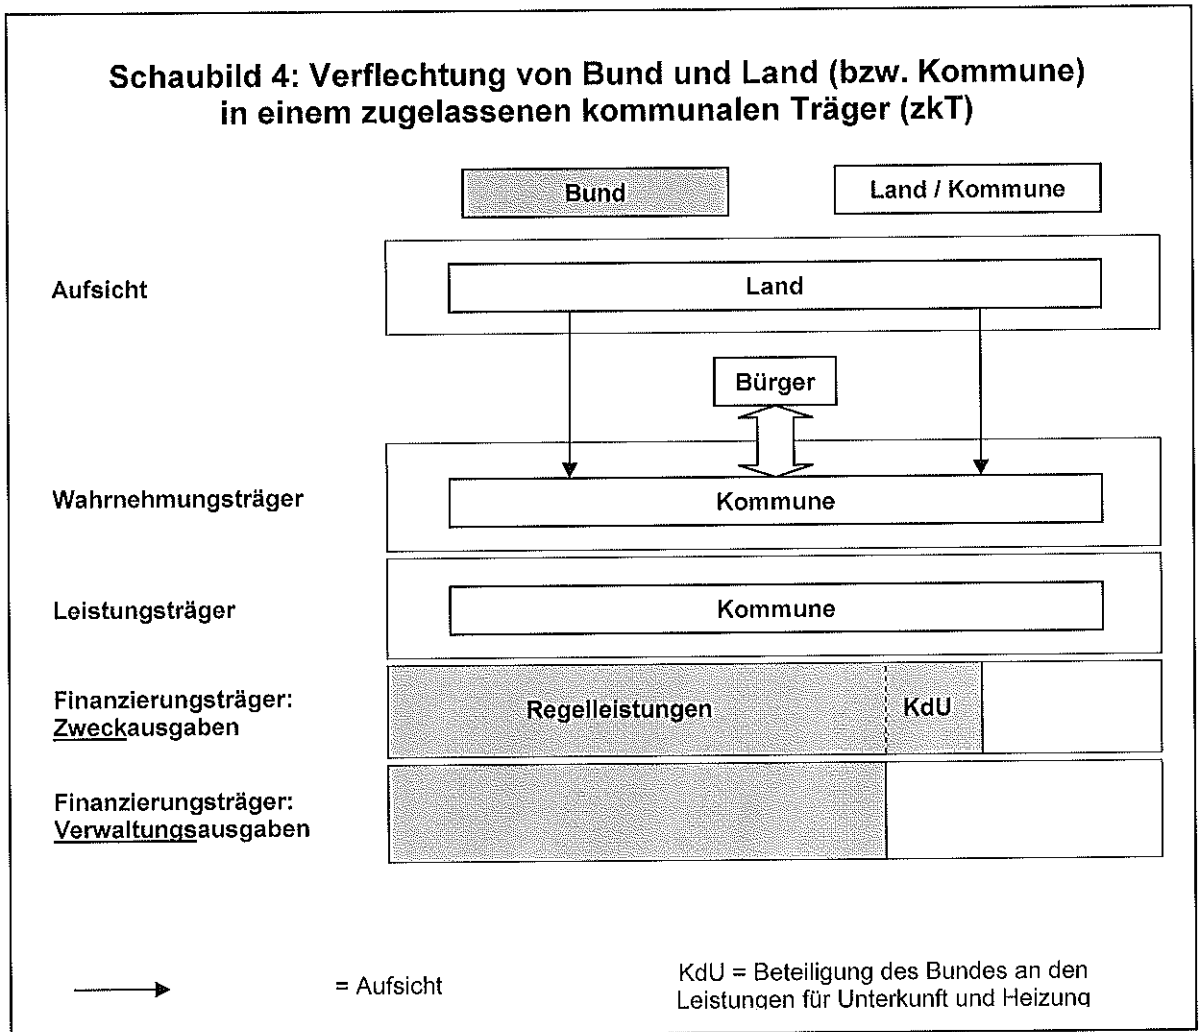 Schaubild 4: Verflechtung von Bund und Land (bzw. Kommune)
in einem zugelassenen kommunalen Träger (zkT)
Bund
Land / Kommune
Aufsicht
Land
Bürger
Wahrnehmungsträger
Kommune
Leistungsträger
Kommune
Finanzierungsträger:
Zweckausgaben
Regelleistungen
KdU
Finanzierungsträger:
Verwaltungsausgaben
= Aufsicht
KdU = Beteiligung des Bundes an den
Leistungen für Unterkunft und Heizung